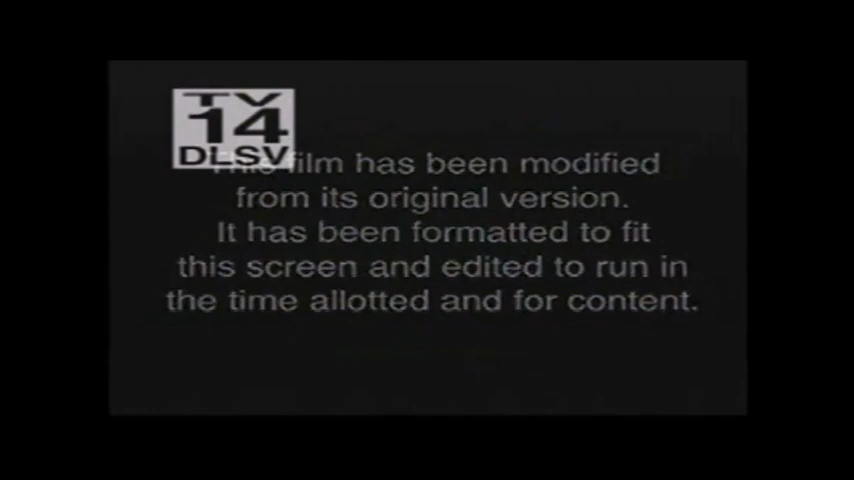 TV
14
DLSV
This film has been modified
from its original version.
It has been formatted to fit
this screen and edited to run in
the time allotted and for content.